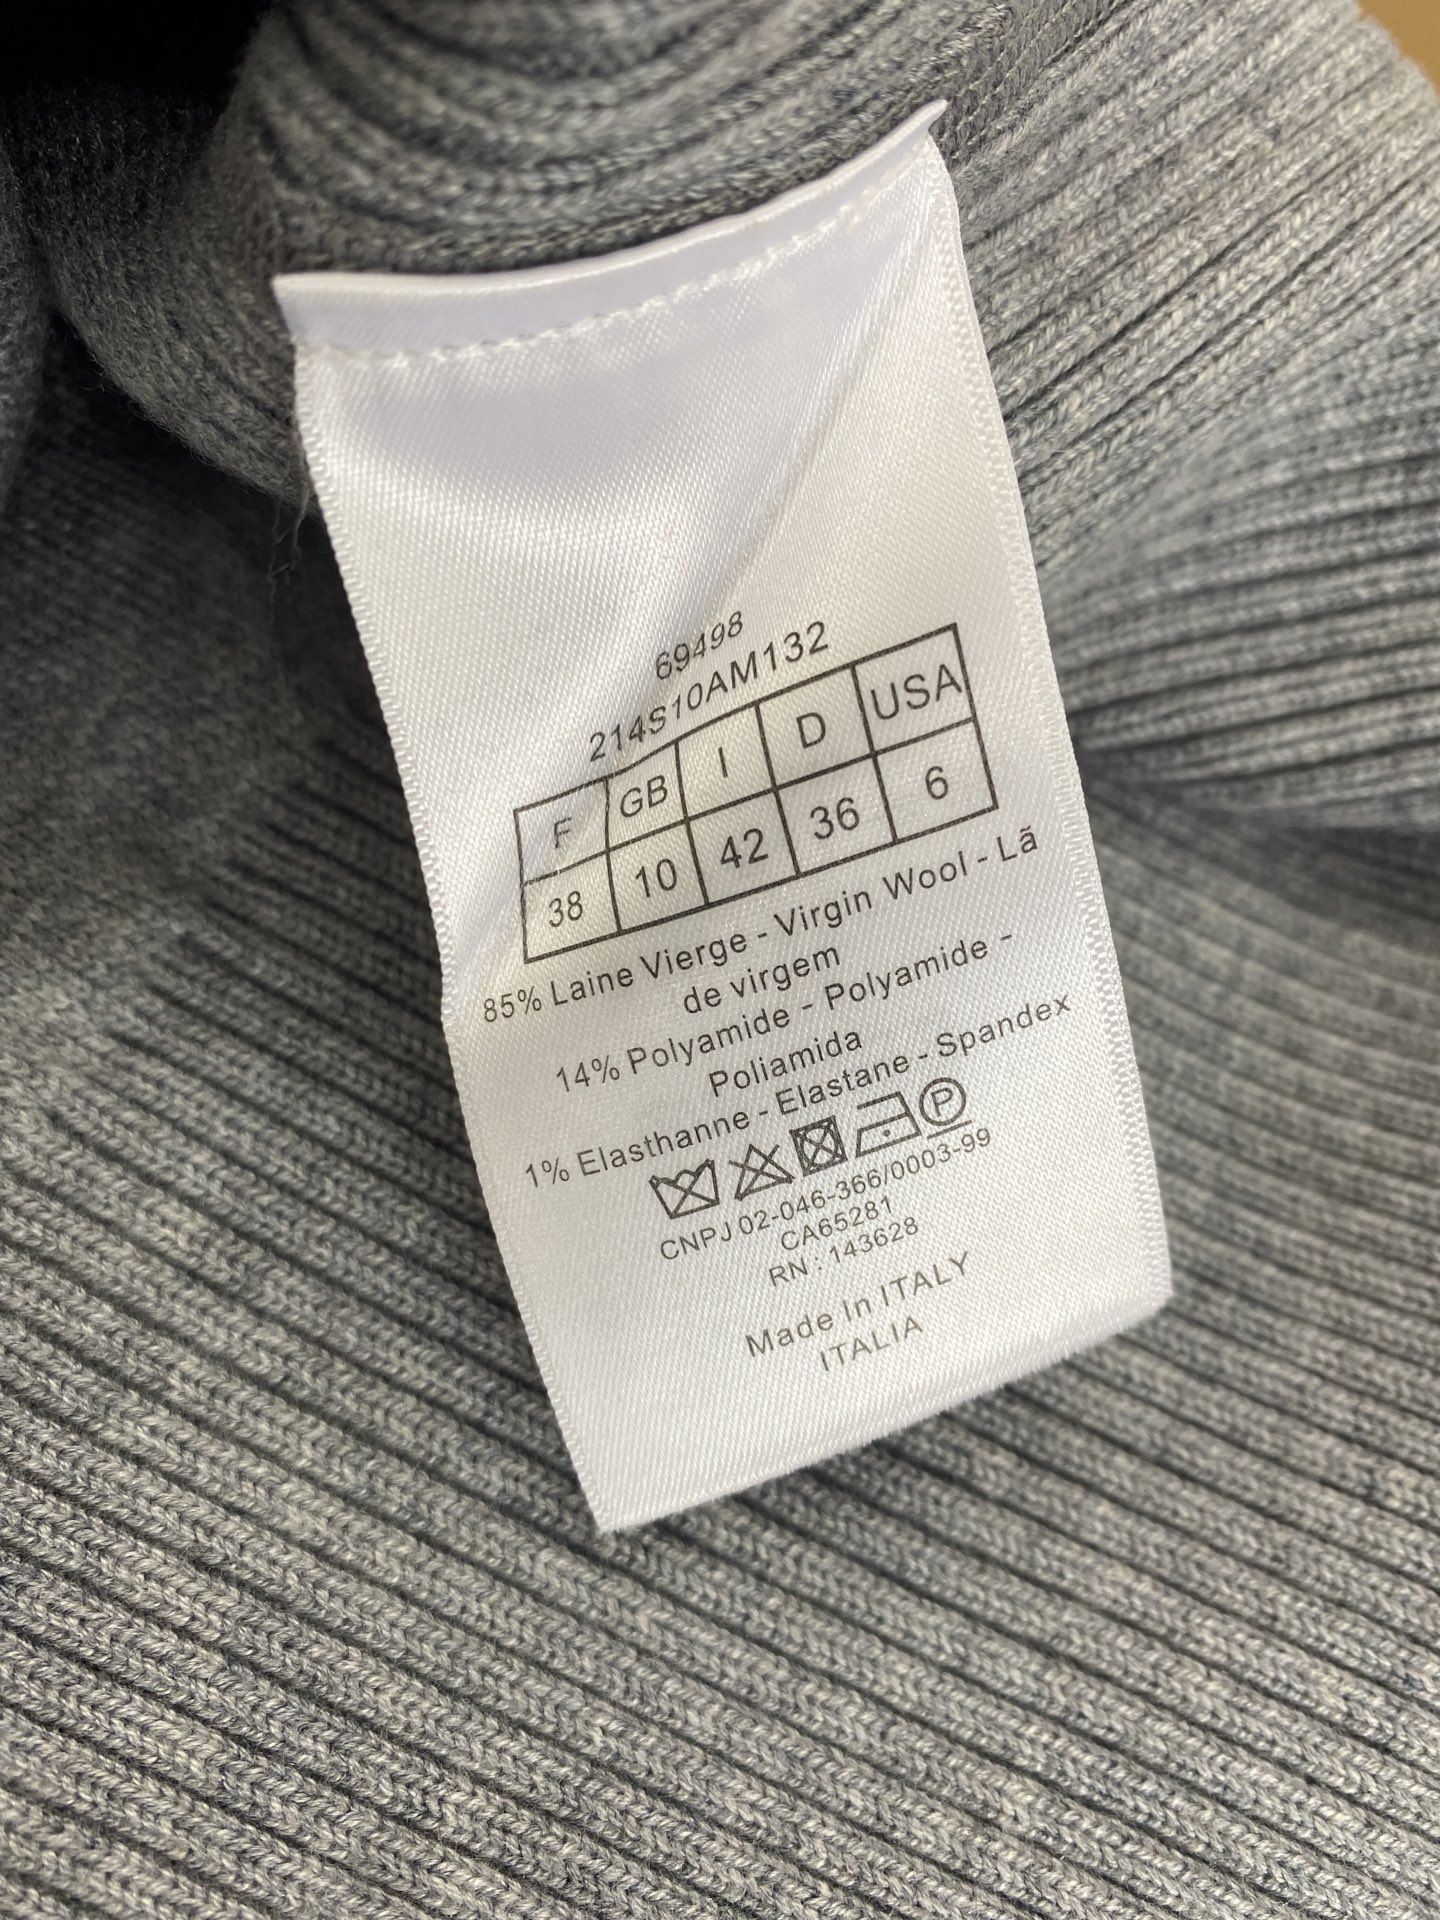 69498
214S10AM132
F GB I D USA
38 10 42 36 6
85% Laine Vierge - Virgin Wool - Lã
de virgem
14% Polyamide - Polyamide -
Poliamida
1% Elasthanne - Elastane - Spandex
P
CNPJ 02-046-366/0003-99
CA65281
RN : 143628
Made In ITALY
ITALIA